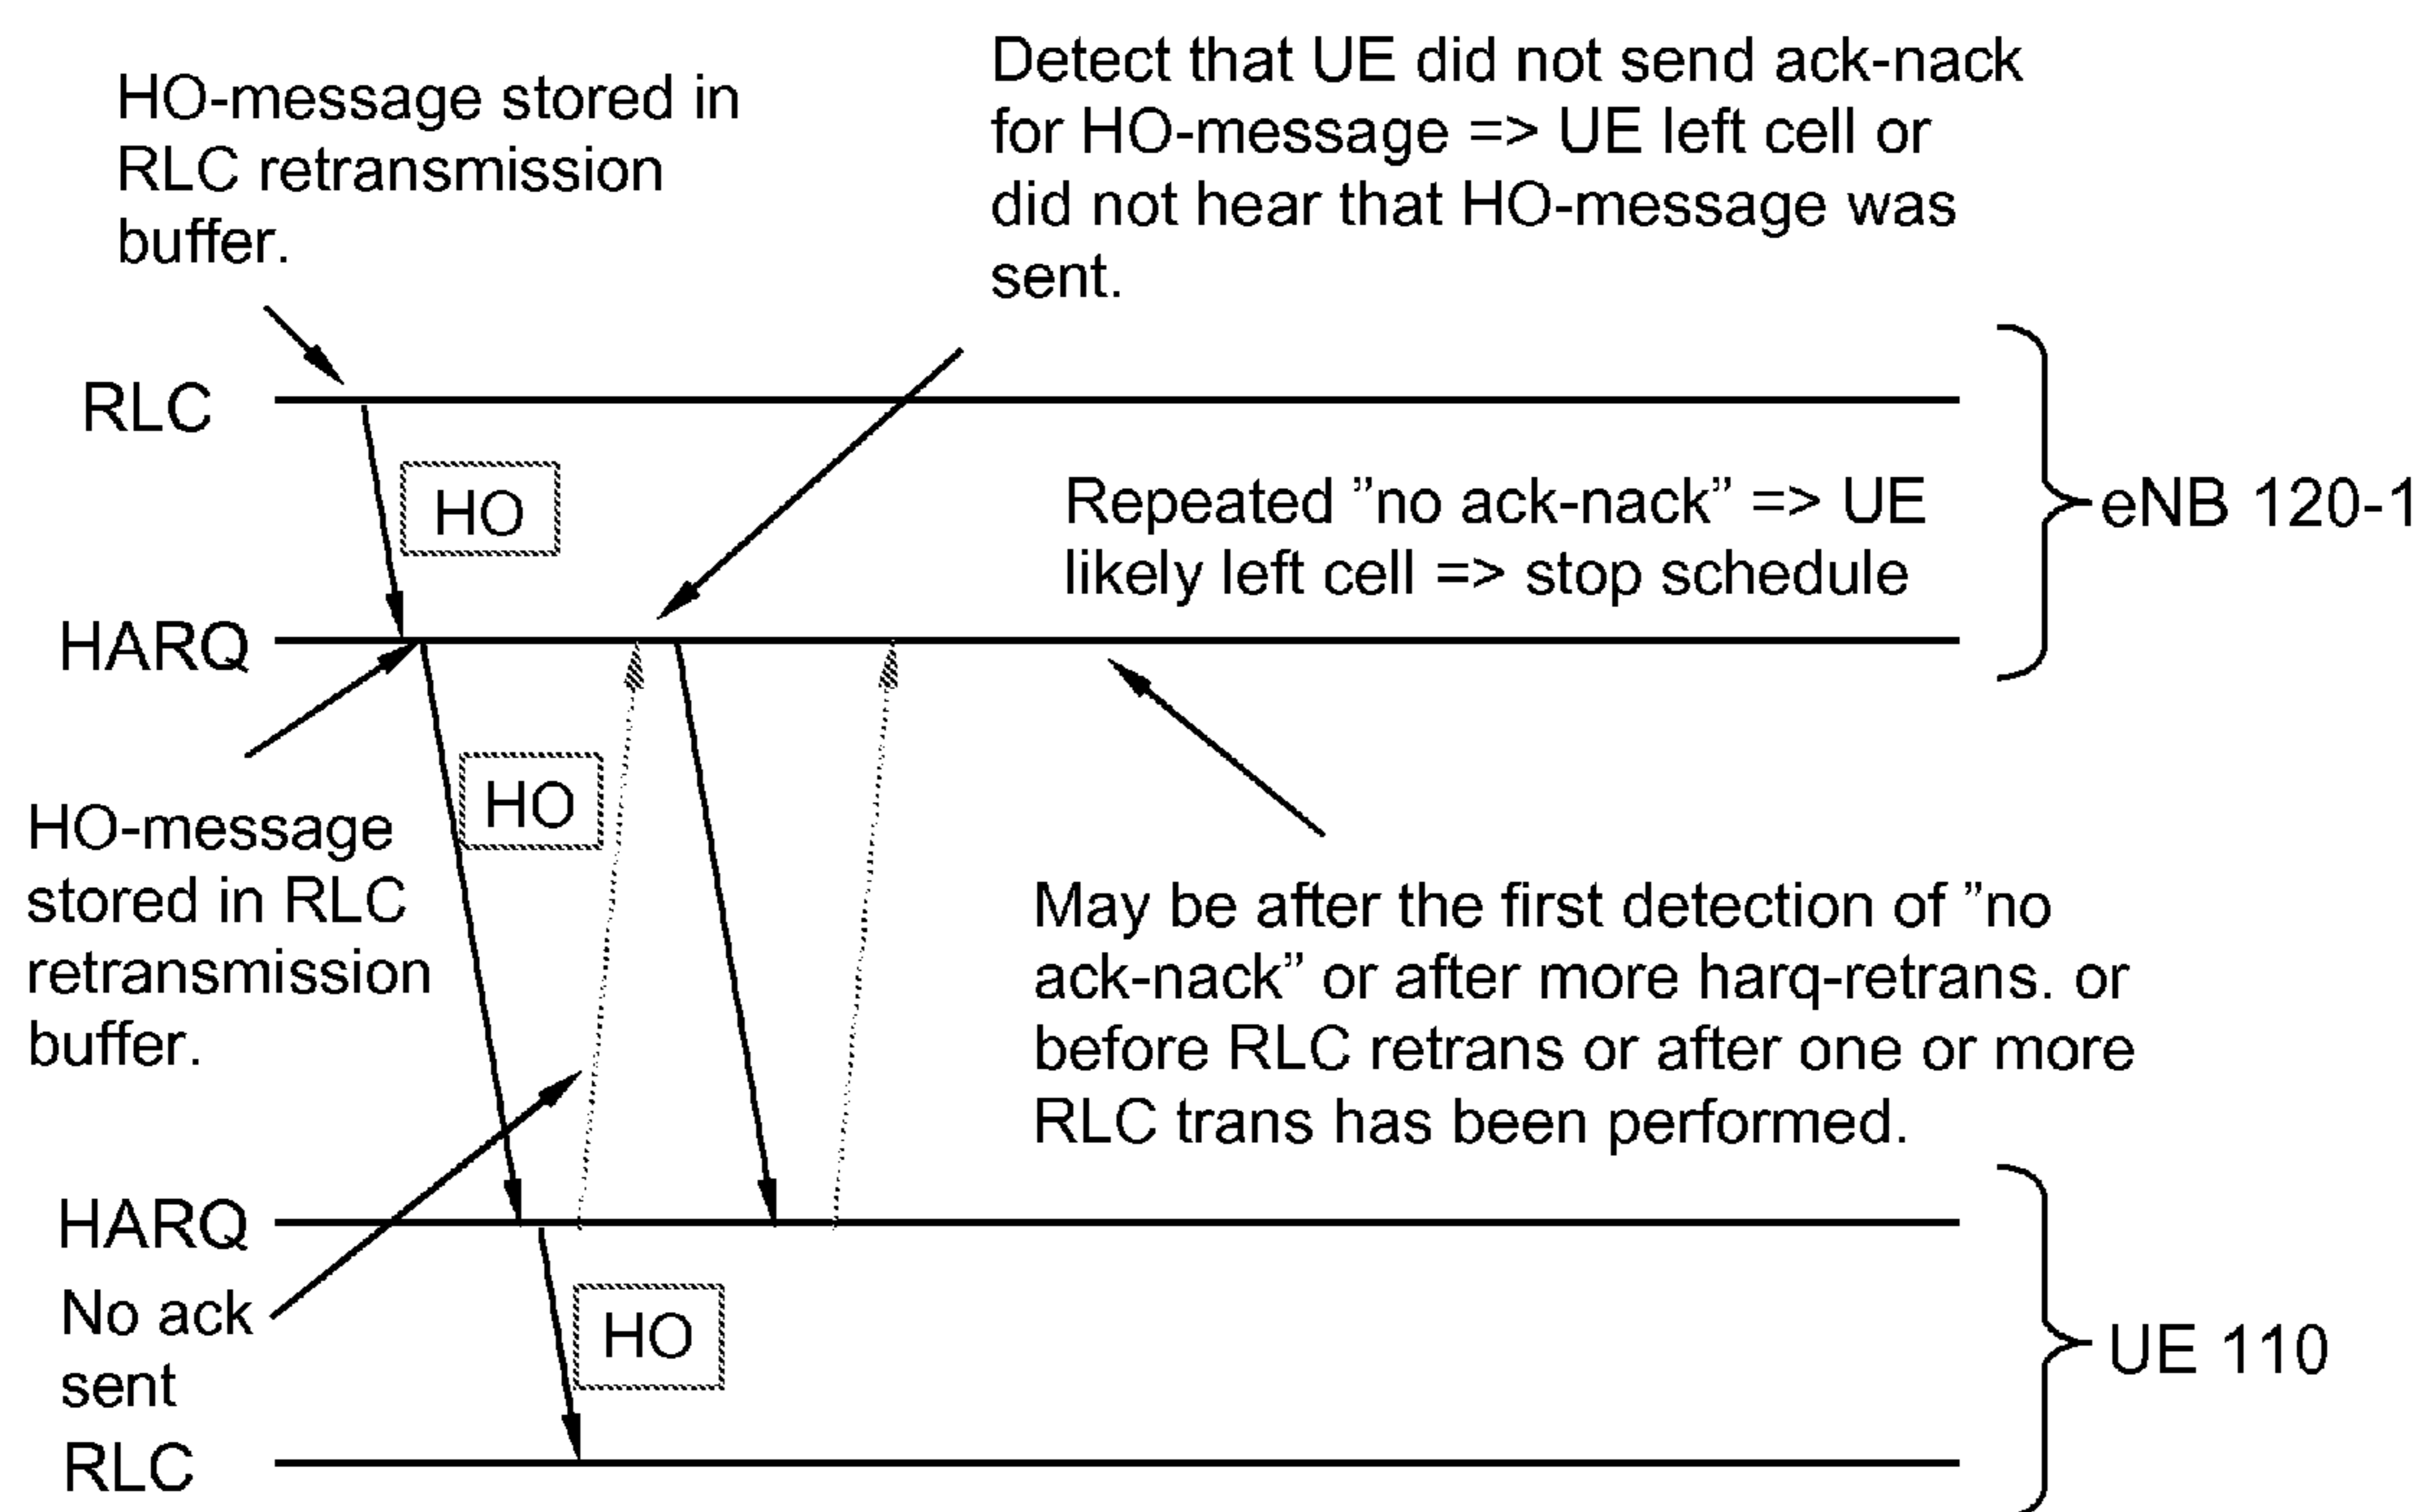 HO-message stored in
RLC retransmission
buffer.
Detect that UE did not send ack-nack
for HO-message => UE left cell or
did not hear that HO-message was
sent.
RLC
HO
Repeated ”no ack-nack” => UE
likely left cell => stop schedule
eNB 120-1
HARQ
HO
HO-message
stored in RLC
retransmission
buffer.
May be after the first detection of ”no
ack-nack” or after more harq-retrans. or
before RLC retrans or after one or more
RLC trans has been performed.
HARQ
No ack
sent
HO
UE 110
RLC